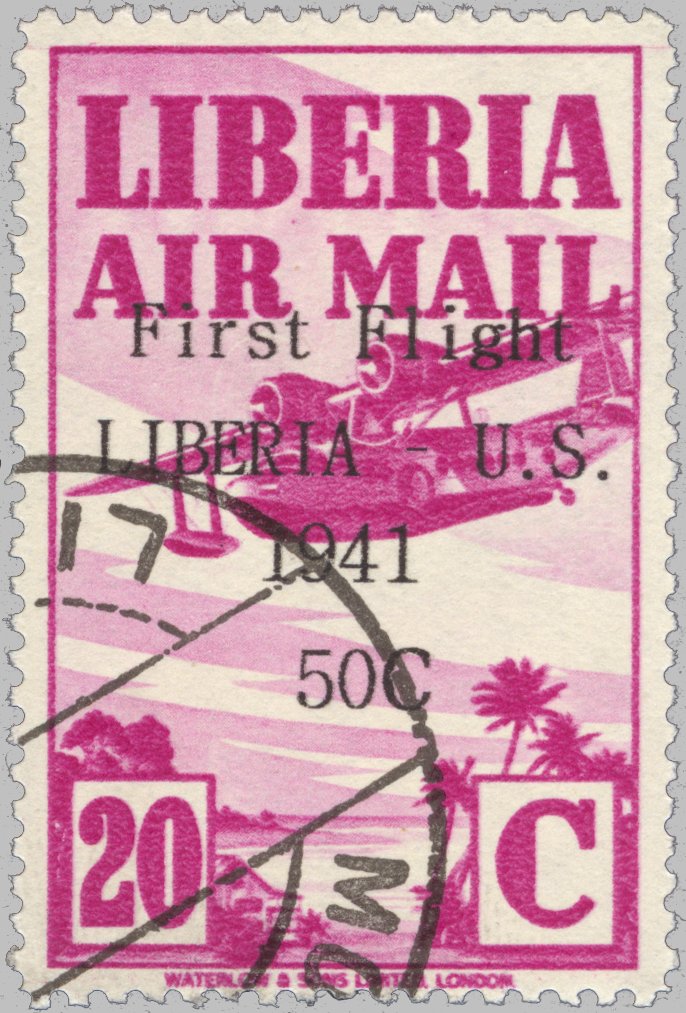 LIBERIA
AIR MAIL
First Flight
LIBERIA - U.S.
1941
50C
20 C
WATERLOW & SONS LIMITED, LONDON.